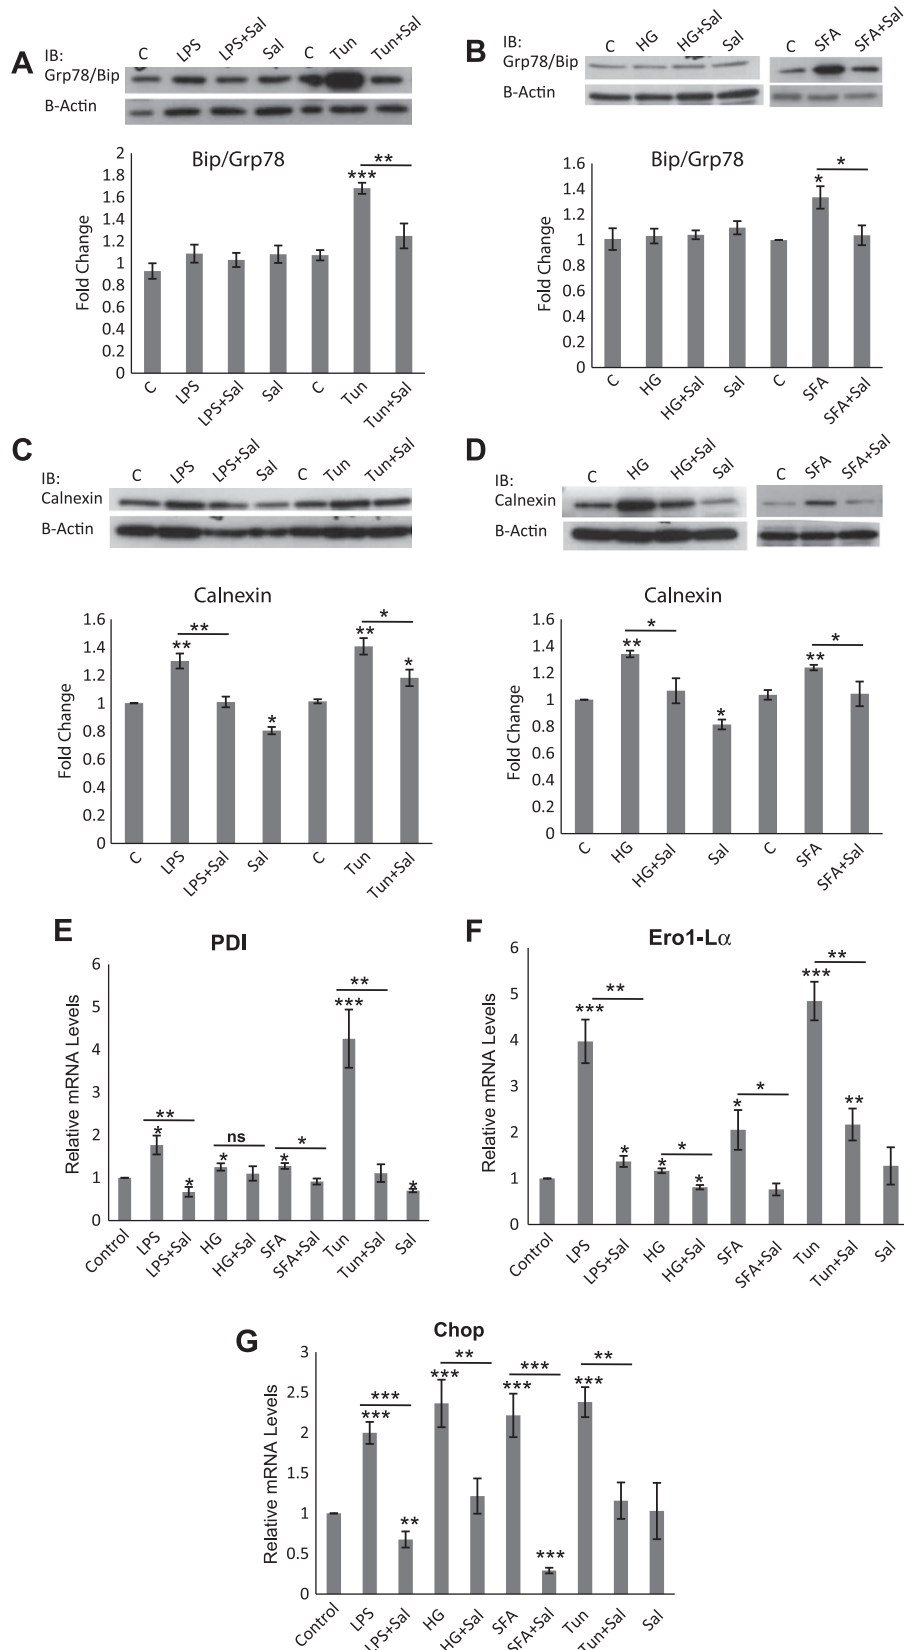 A
IB:
C LPS LPS+Sal Sal C Tun Tun+Sal
Grp78/Bip
B-Actin
Bip/Grp78
Fold Change
2
1.8
1.6
1.4
1.2
1
0.8
0.6
0.4
0.2
0
*** **
C LPS LPS+Sal Sal C Tun Tun+Sal
B
IB:
C HG HG+Sal Sal C SFA SFA+Sal
Grp78/Bip
B-Actin
Bip/Grp78
Fold Change
1.6
1.4
1.2
1
0.8
0.6
0.4
0.2
0
* *
C HG HG+Sal Sal C SFA SFA+Sal
C
IB:
C LPS LPS+Sal Sal C Tun Tun+Sal
Calnexin
B-Actin
Calnexin
Fold Change
1.6
1.4
1.2
1
0.8
0.6
0.4
0.2
0
** ** * ** * *
C LPS LPS+Sal Sal C Tun Tun+Sal
D
IB:
C HG HG+Sal Sal C SFA SFA+Sal
Calnexin
B-Actin
Calnexin
Fold Change
1.6
1.4
1.2
1
0.8
0.6
0.4
0.2
0
** * * ** *
C HG HG+Sal Sal C SFA SFA+Sal
E
PDI
Relative mRNA Levels
6
5
4
3
2
1
0
* ** * * ns * * *** ** *
Control LPS LPS+Sal HG HG+Sal SFA SFA+Sal Tun Tun+Sal Sal
F
Ero1-Lα
Relative mRNA Levels
6
5
4
3
2
1
0
*** ** * * * * * * *** ** **
Control LPS LPS+Sal HG HG+Sal SFA SFA+Sal Tun Tun+Sal Sal
G
Chop
Relative mRNA Levels
3
2.5
2
1.5
1
0.5
0
*** *** ** *** ** *** *** *** *** **
Control LPS LPS+Sal HG HG+Sal SFA SFA+Sal Tun Tun+Sal Sal